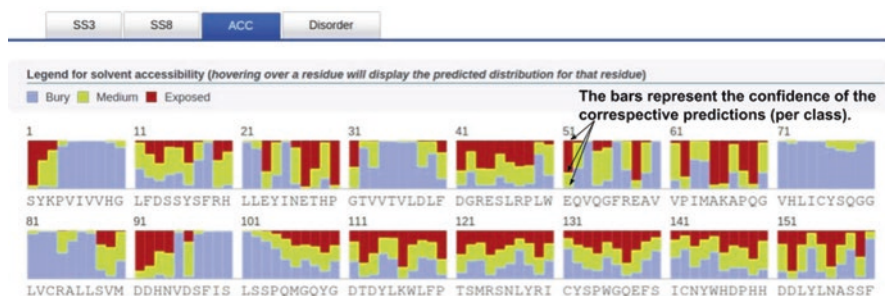 SS3 SS8 ACC Disorder
Legend for solvent accessibility (hovering over a residue will display the predicted distribution for that residue)
Bury Medium Exposed
The bars represent the confidence of the
correspective predictions (per class).
1 11 21 31 41 51 61 71
SYKPVIVVHG LFDSSYSFRH LLEYINETHP GTVVTVLDLF DGRESLRPLW EQVQGFREAV VPIMAKAPQG VHLICYSQGG
81 91 101 111 121 131 141 151
LVCRALLSVM DDHNVDSFIS LSSPQMGQYG DTDYLKWLFP TSMRSNLYRI CYSPWGQEFS ICNYWHDPHH DDLYLNASSF